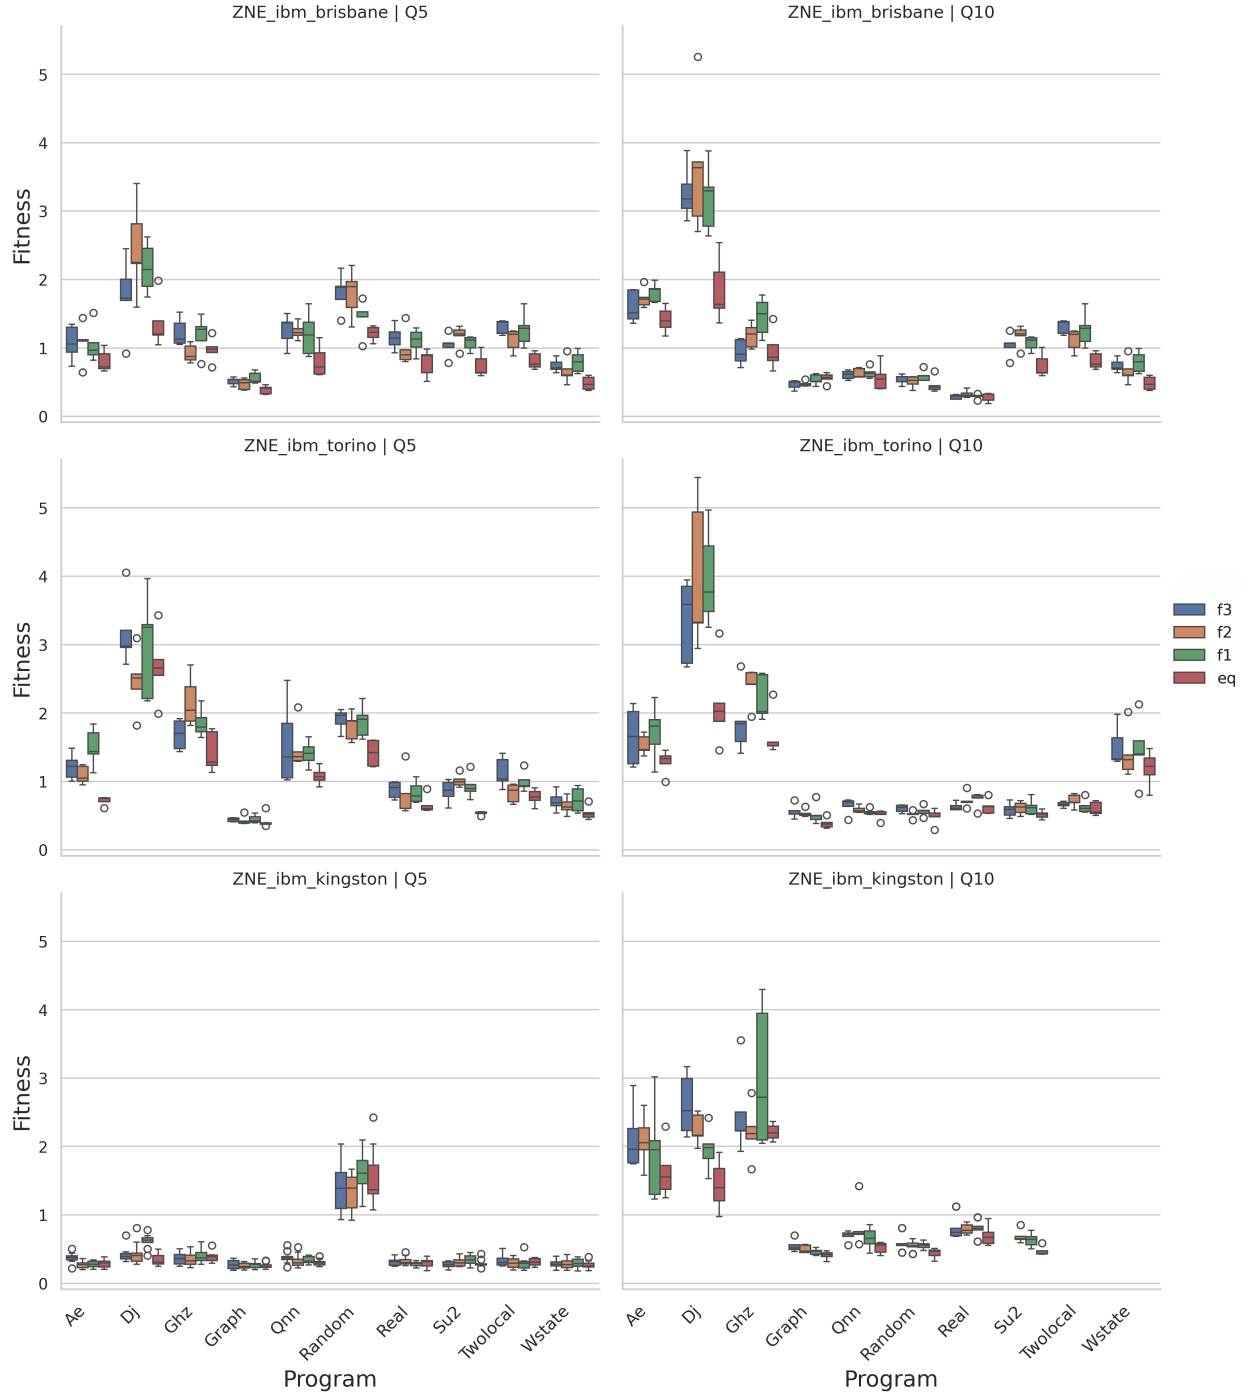 ZNE_ibm_brisbane | Q5
ZNE_ibm_brisbane | Q10
5
4
3
2
1
0
Fitness
ZNE_ibm_torino | Q5
ZNE_ibm_torino | Q10
5
4
3
2
1
0
Fitness
f3
f2
f1
eq
ZNE_ibm_kingston | Q5
ZNE_ibm_kingston | Q10
5
4
3
2
1
0
Fitness
Ae
Dj
Ghz
Graph
Qnn
Random
Real
Su2
Twolocal
Wstate
Ae
Dj
Ghz
Graph
Qnn
Random
Real
Su2
Twolocal
Wstate
Program
Program